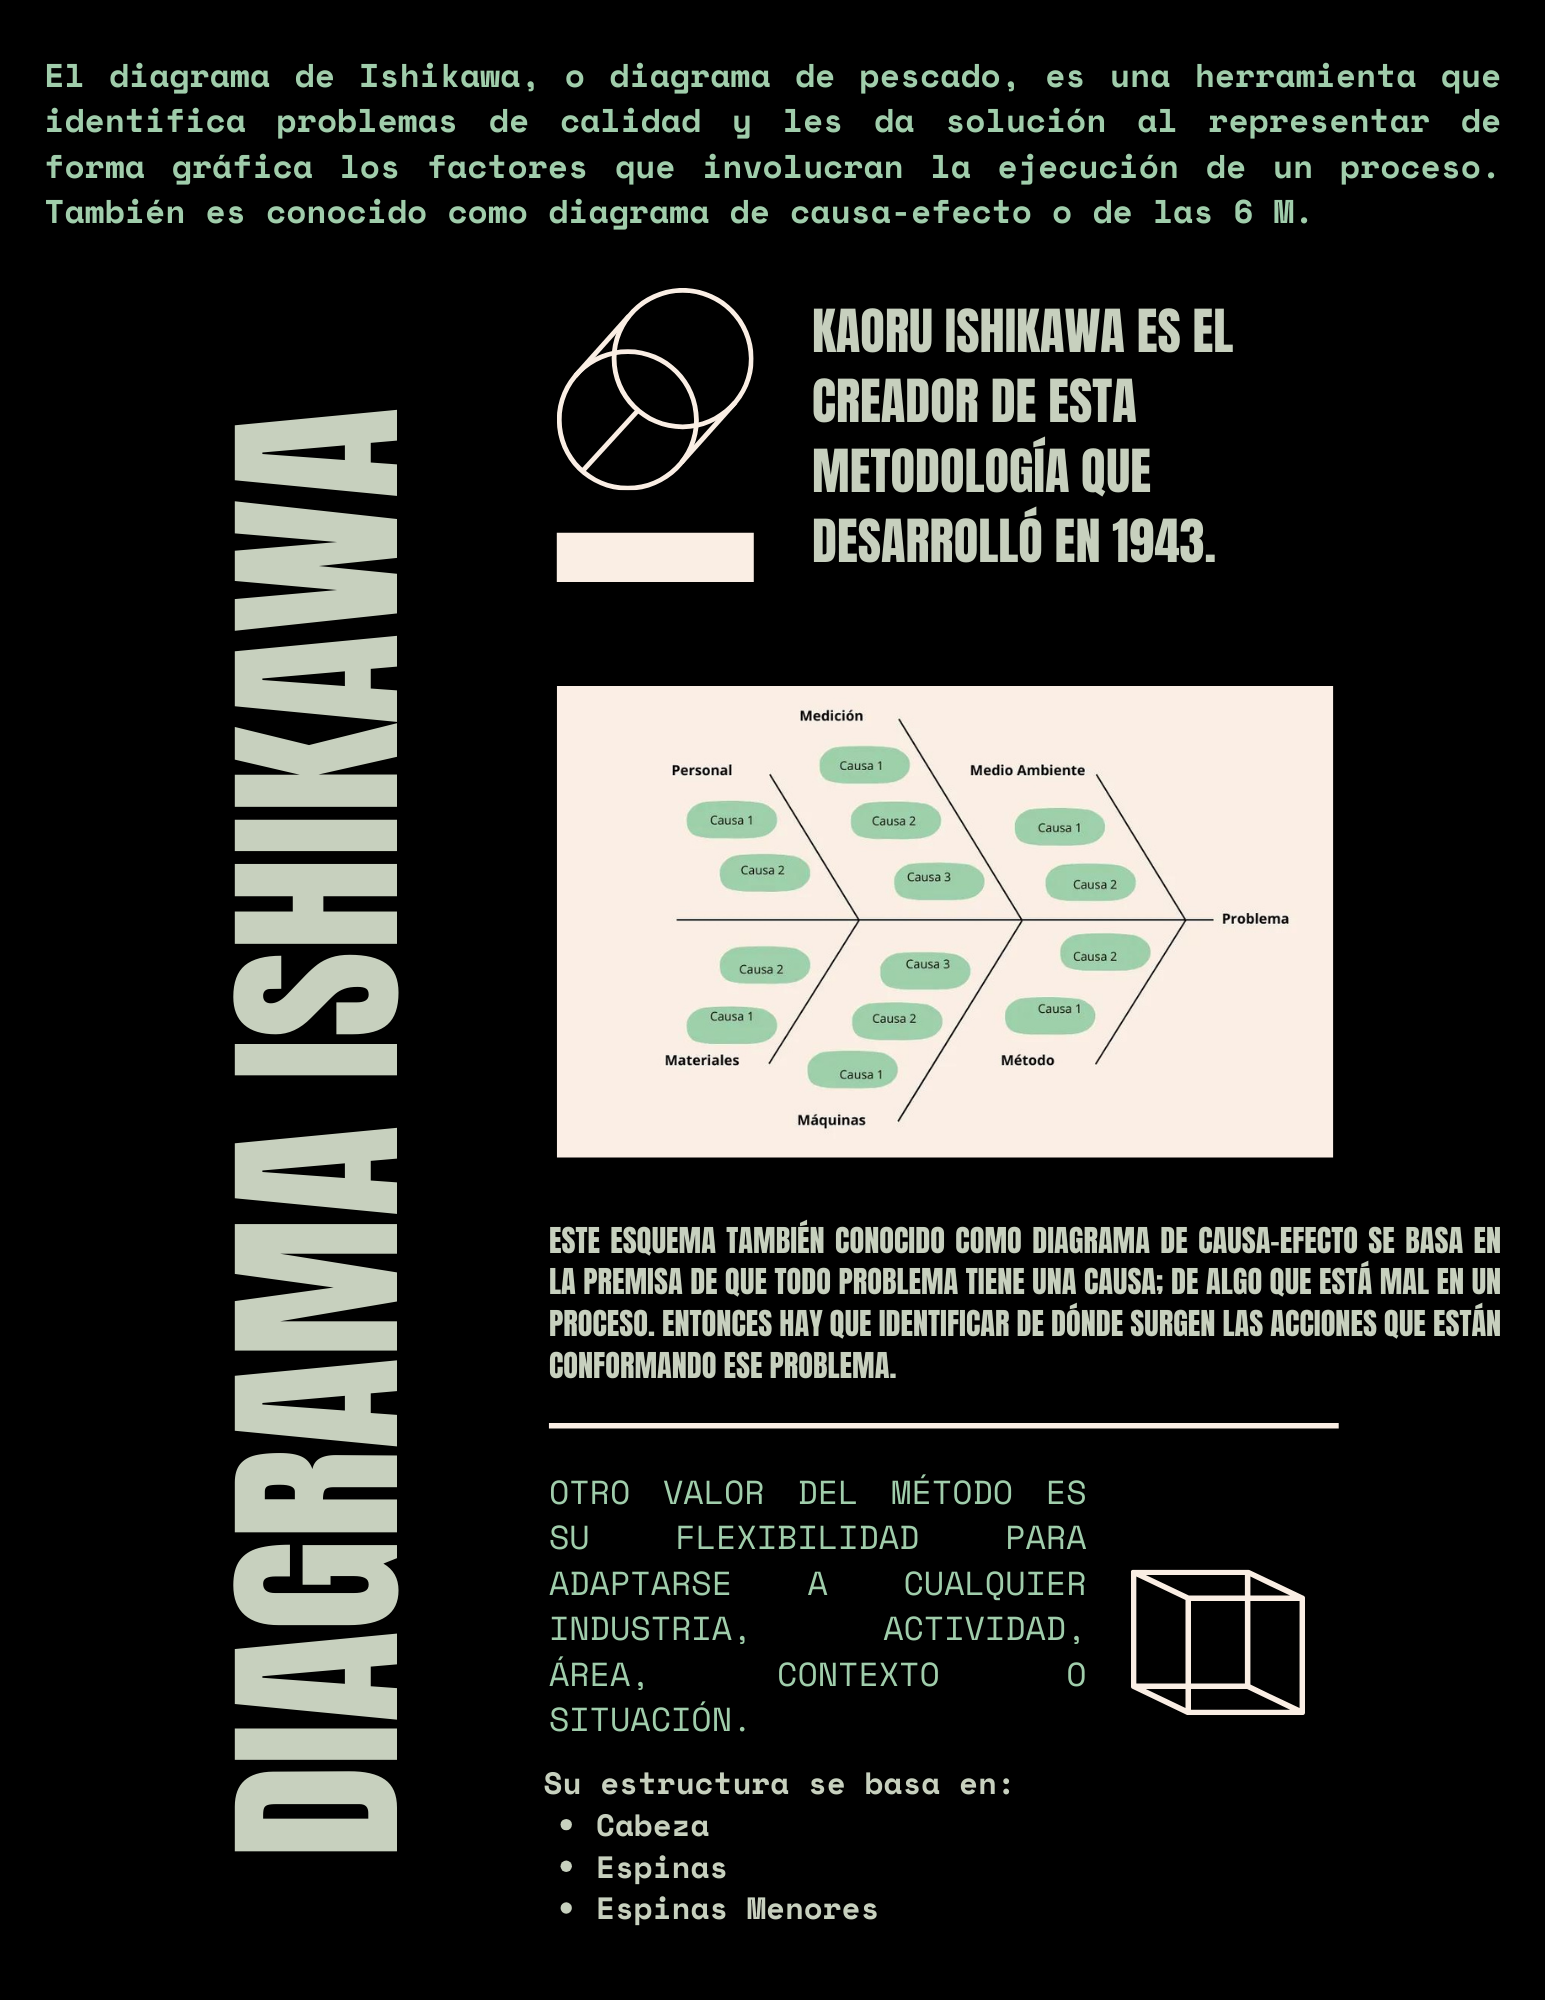 El diagrama de Ishikawa, o diagrama de pescado, es una herramienta que
identifica problemas de calidad y les da solución al representar de
forma gráfica los factores que involucran la ejecución de un proceso.
También es conocido como diagrama de causa-efecto o de las 6 M.
DIAGRAMA ISHIKAWA
KAORU ISHIKAWA ES EL
CREADOR DE ESTA
METODOLOGÍA QUE
DESARROLLÓ EN 1943.
Medición
Personal
Medio Ambiente
Causa 1
Causa 1
Causa 2
Causa 1
Causa 2
Causa 3
Causa 2
Problema
Causa 2
Causa 3
Causa 2
Causa 1
Causa 2
Causa 1
Materiales
Causa 1
Método
Máquinas
ESTE ESQUEMA TAMBIÉN CONOCIDO COMO DIAGRAMA DE CAUSA-EFECTO SE BASA EN
LA PREMISA DE QUE TODO PROBLEMA TIENE UNA CAUSA; DE ALGO QUE ESTÁ MAL EN UN
PROCESO. ENTONCES HAY QUE IDENTIFICAR DE DÓNDE SURGEN LAS ACCIONES QUE ESTÁN
CONFORMANDO ESE PROBLEMA.
OTRO VALOR DEL MÉTODO ES
SU FLEXIBILIDAD PARA
ADAPTARSE A CUALQUIER
INDUSTRIA, ACTIVIDAD,
ÁREA, CONTEXTO O
SITUACIÓN.
Su estructura se basa en:
• Cabeza
• Espinas
• Espinas Menores